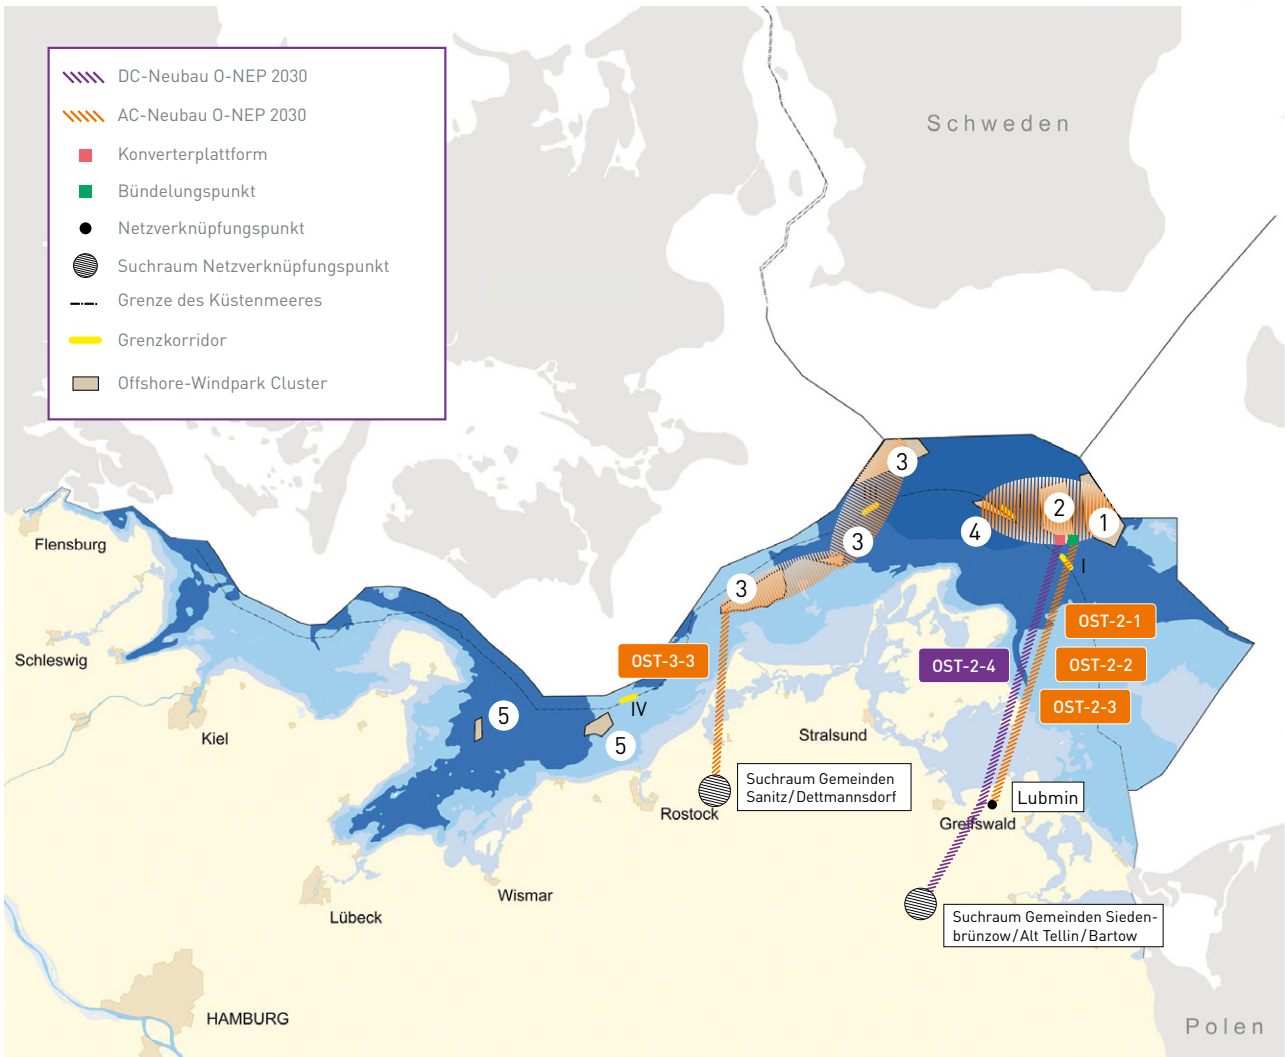 DC-Neubau O-NEP 2030
AC-Neubau O-NEP 2030
Konverterplattform
Bündelungspunkt
Netzverknüpfungspunkt
Suchraum Netzverknüpfungspunkt
Grenze des Küstenmeeres
Grenzkorridor
Offshore-Windpark Cluster
Schweden
3
2
1
4
3
I
3
Flensburg
OST-2-1
Schleswig
OST-3-3
OST-2-4
OST-2-2
OST-2-3
IV
5
5
Kiel
Stralsund
Suchraum Gemeinden
Sanitz/Dettmannsdorf
Lubmin
Rostock
Greifswald
Wismar
Lübeck
Suchraum Gemeinden Sieden-
brünzow/Alt Tellin/Bartow
HAMBURG
Polen